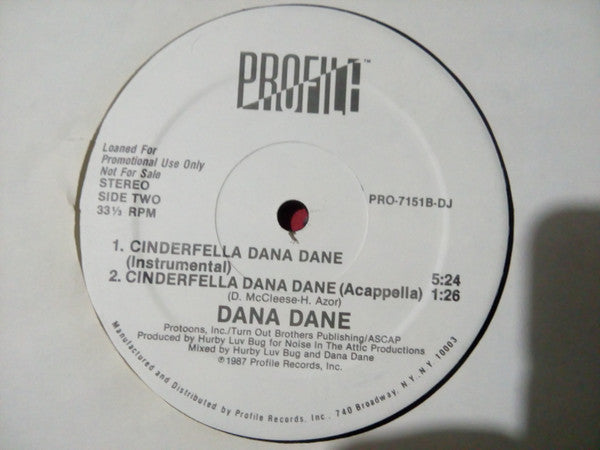 PROFILE™
Loaned For
Promotional Use Only
Not For Sale
STEREO
SIDE TWO
33⅓ RPM
PRO-7151B-DJ
1. CINDERFELLA DANA DANE
(Instrumental) 5:24
2. CINDERFELLA DANA DANE (Acappella) 1:26
(D. McCleese-H. Azor)
DANA DANE
Protoons, Inc./Turn Out Brothers Publishing/ASCAP
Produced by Hurby Luv Bug for Noise In The Attic Productions
Mixed by Hurby Luv Bug and Dana Dane
℗1987 Profile Records, Inc.
Manufactured and Distributed by Profile Records, Inc., 740 Broadway, N.Y. N.Y. 10003